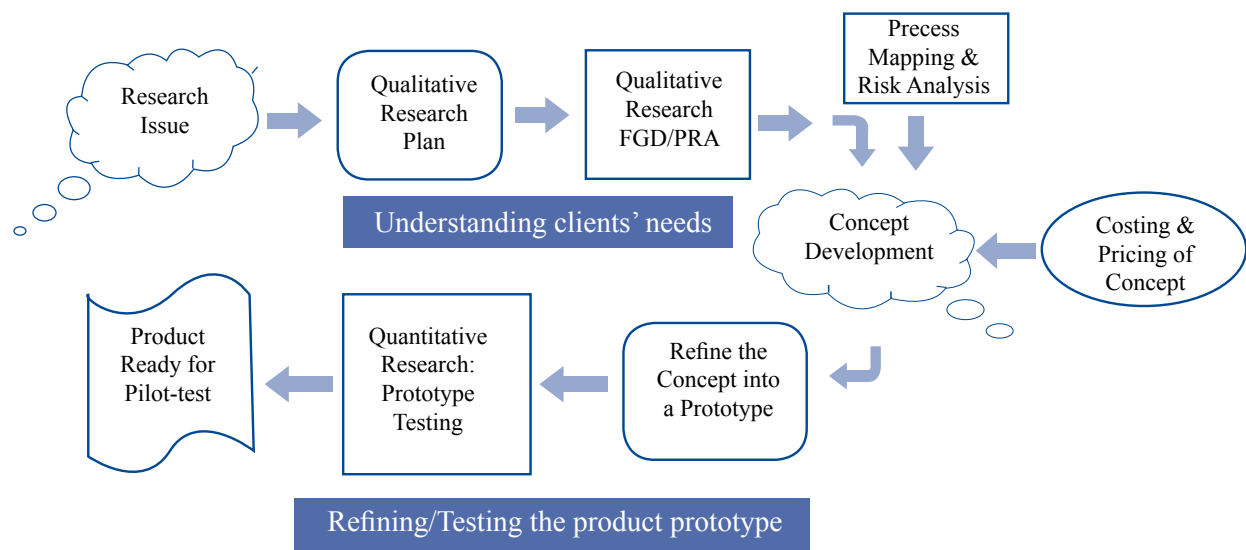 Research
Issue
Qualitative
Research
Plan
Qualitative
Research
FGD/PRA
Precess
Mapping &
Risk Analysis
Understanding clients’ needs
Concept
Development
Costing &
Pricing of
Concept
Product
Ready for
Pilot-test
Quantitative
Research:
Prototype
Testing
Refine the
Concept into
a Prototype
Refining/Testing the product prototype